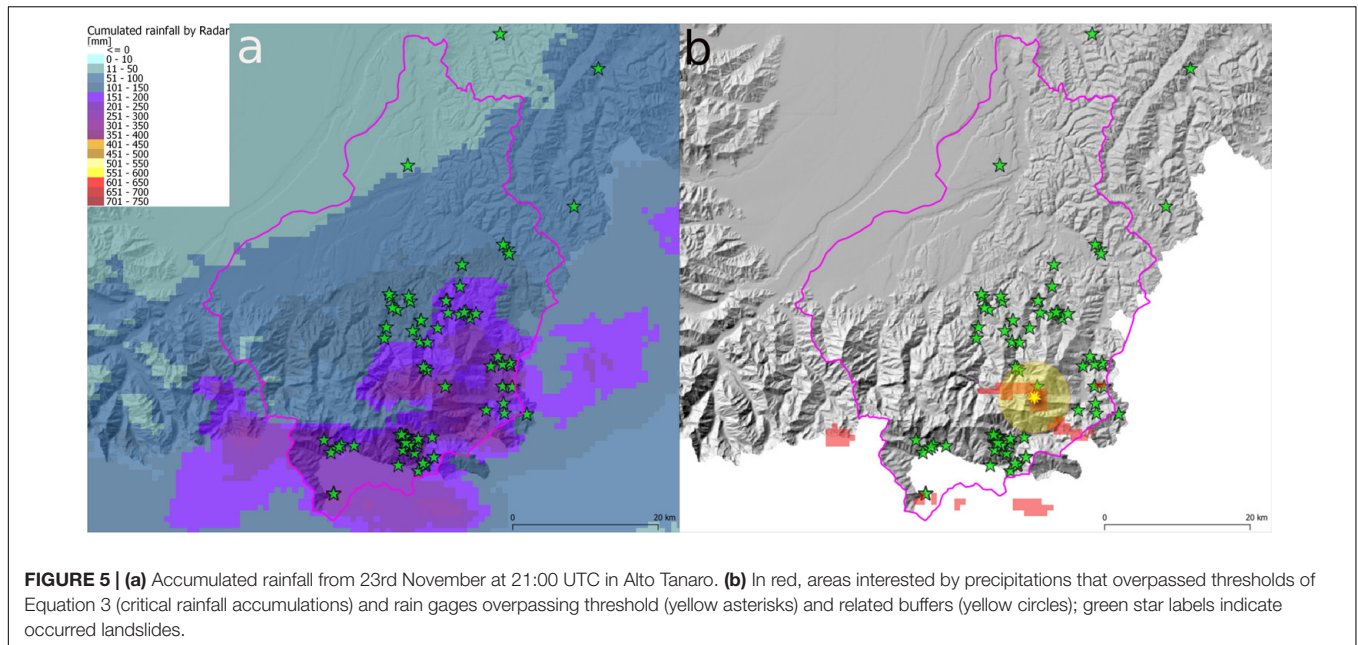 Cumulated rainfall by Radar
[mm]
<= 0
0 - 10
11 - 50
51 - 100
101 - 150
151 - 200
201 - 250
251 - 300
301 - 350
351 - 400
401 - 450
451 - 500
501 - 550
551 - 600
601 - 650
651 - 700
701 - 750
a
b
0 20 km
0 20 km
FIGURE 5 | (a) Accumulated rainfall from 23rd November at 21:00 UTC in Alto Tanaro. (b) In red, areas interested by precipitations that overpassed thresholds of
Equation 3 (critical rainfall accumulations) and rain gages overpassing threshold (yellow asterisks) and related buffers (yellow circles); green star labels indicate
occurred landslides.